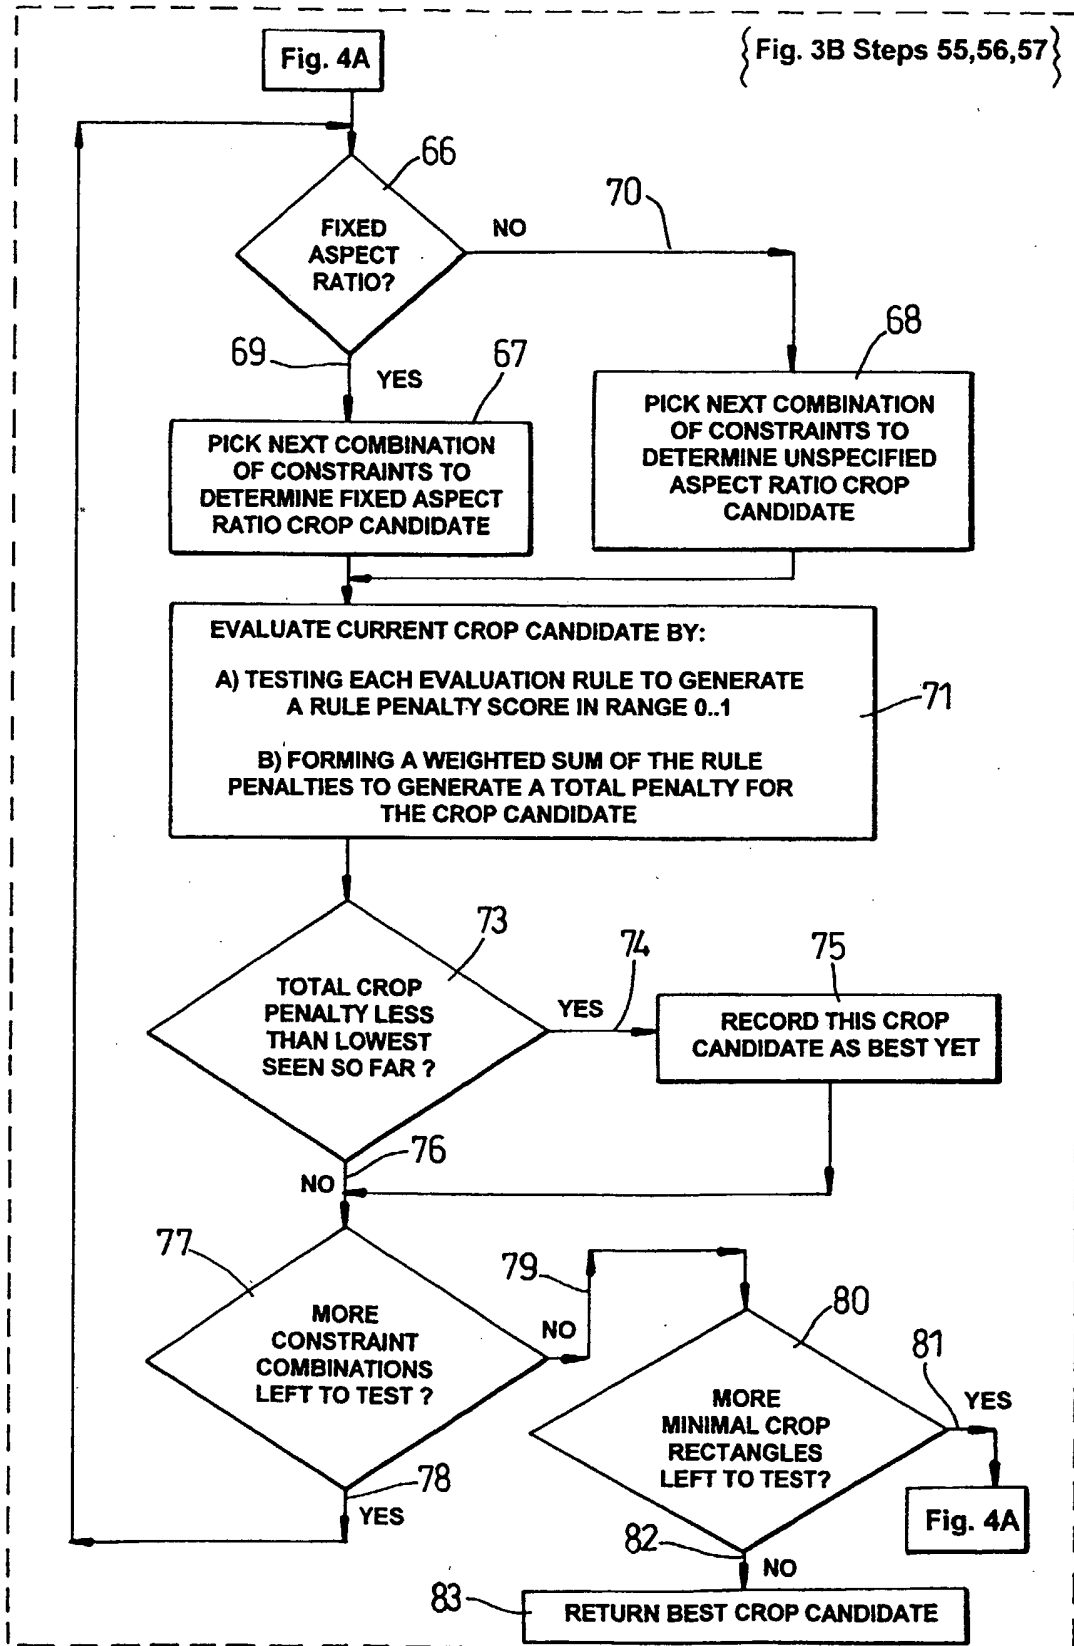 Fig. 4A
{Fig. 3B Steps 55,56,57}
66
FIXED
ASPECT
RATIO?
NO
70
69
YES
67
68
PICK NEXT COMBINATION
OF CONSTRAINTS TO
DETERMINE FIXED ASPECT
RATIO CROP CANDIDATE
PICK NEXT COMBINATION
OF CONSTRAINTS TO
DETERMINE UNSPECIFIED
ASPECT RATIO CROP
CANDIDATE
EVALUATE CURRENT CROP CANDIDATE BY:
A) TESTING EACH EVALUATION RULE TO GENERATE
A RULE PENALTY SCORE IN RANGE 0..1
B) FORMING A WEIGHTED SUM OF THE RULE
PENALTIES TO GENERATE A TOTAL PENALTY FOR
THE CROP CANDIDATE
71
73
TOTAL CROP
PENALTY LESS
THAN LOWEST
SEEN SO FAR ?
YES
74
75
RECORD THIS CROP
CANDIDATE AS BEST YET
76
NO
77
MORE
CONSTRAINT
COMBINATIONS
LEFT TO TEST ?
NO
79
78
YES
80
MORE
MINIMAL CROP
RECTANGLES
LEFT TO TEST?
81
YES
Fig. 4A
82
NO
83
RETURN BEST CROP CANDIDATE